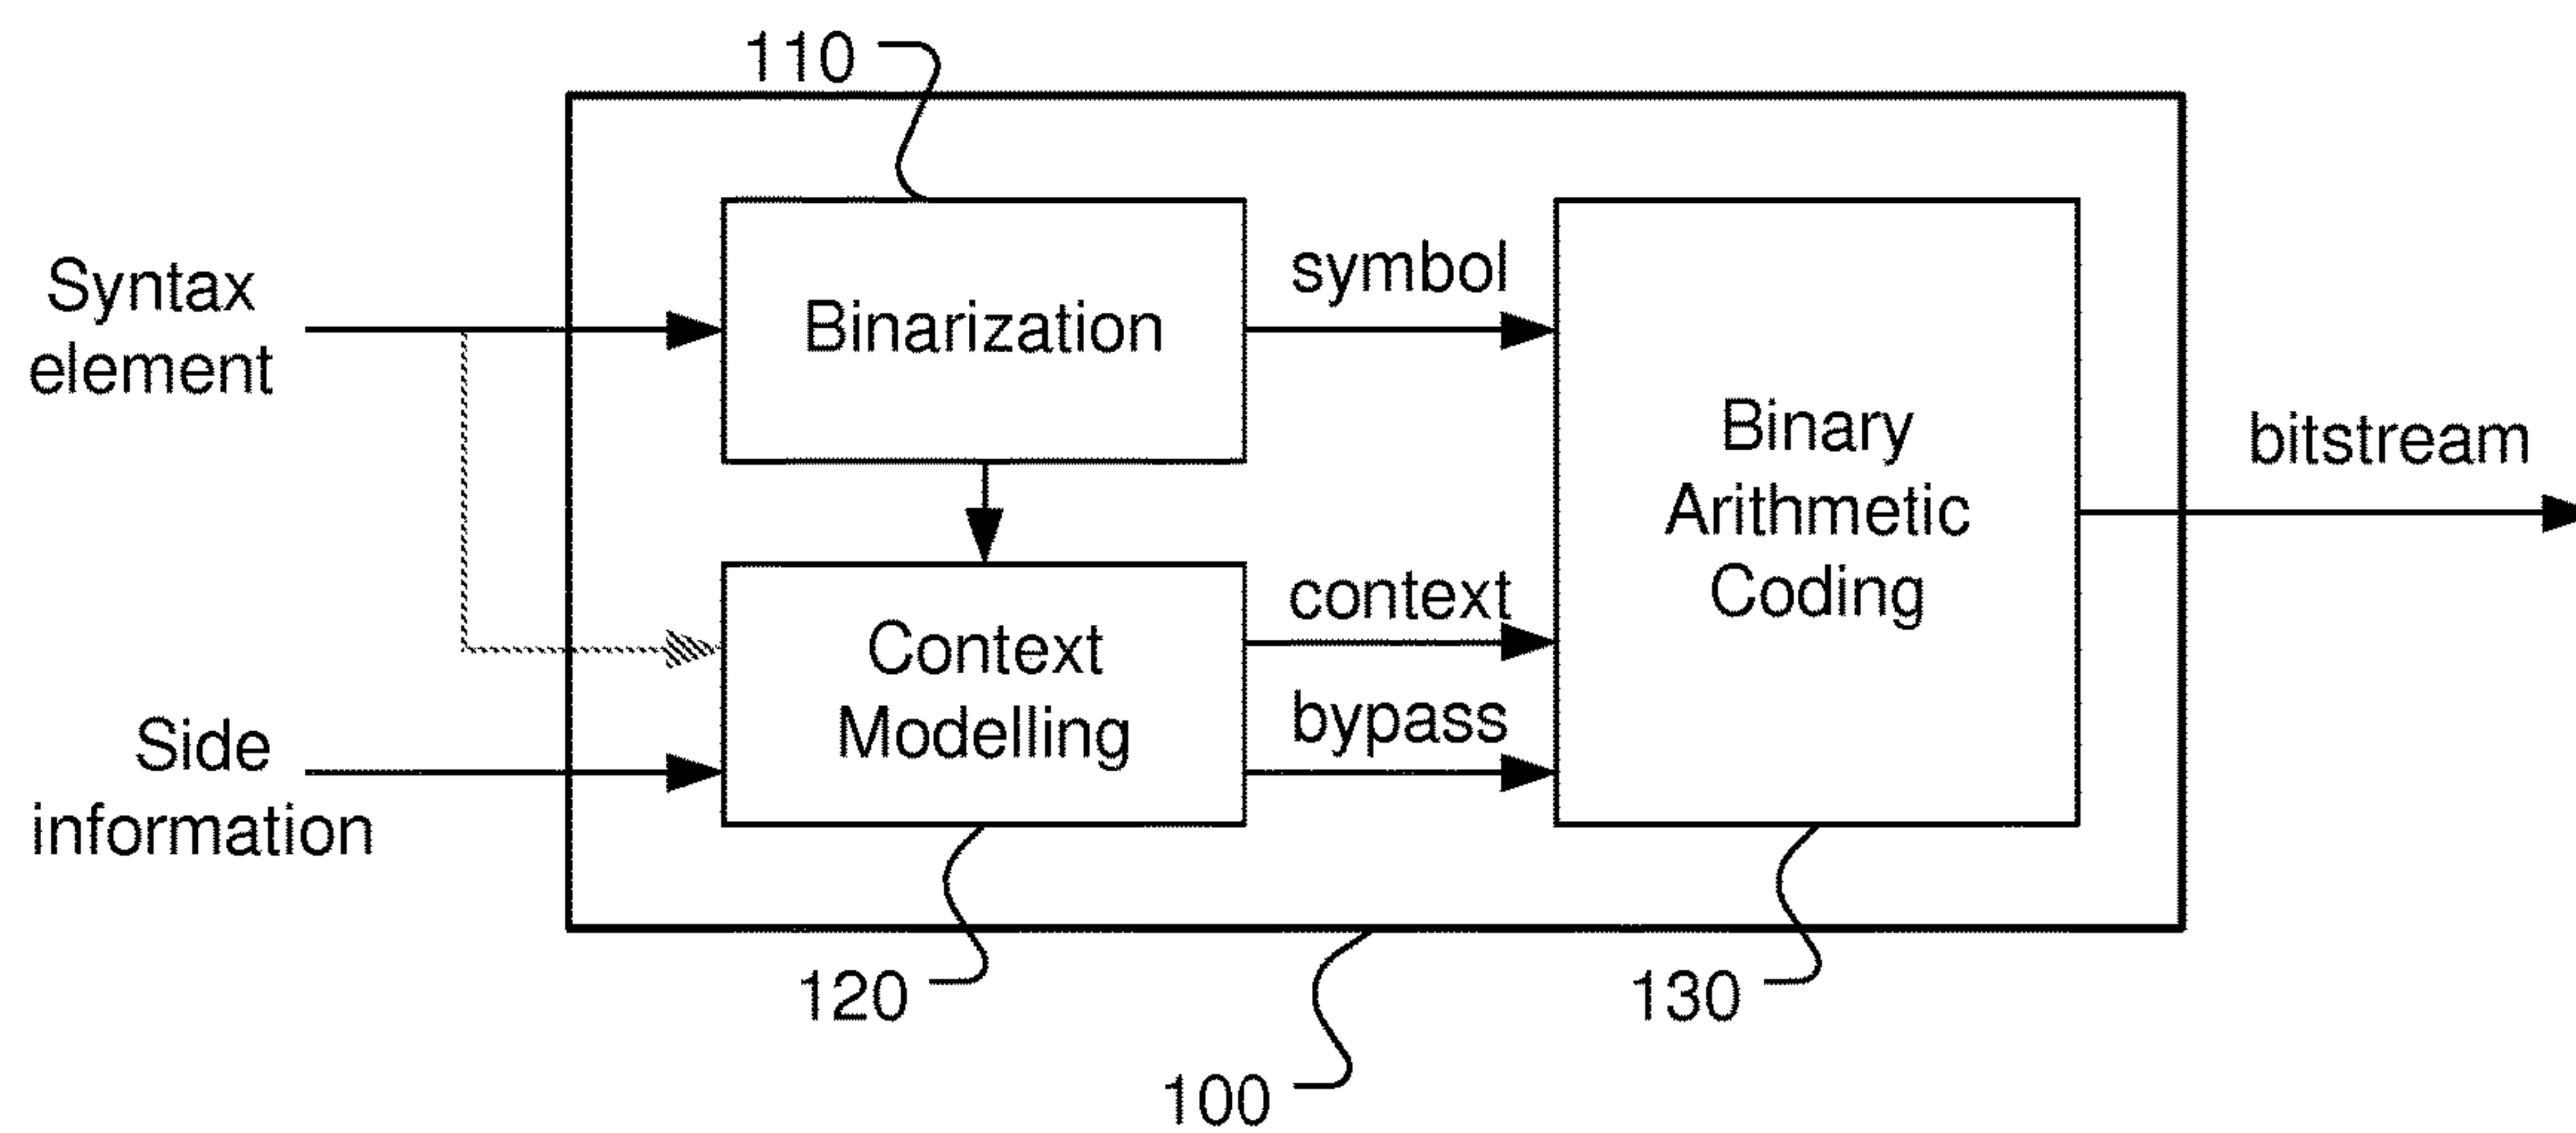 110
Syntax
element
Binarization
symbol
Binary
Arithmetic
Coding
bitstream
Context
Modelling
context
bypass
Side
information
120
130
100